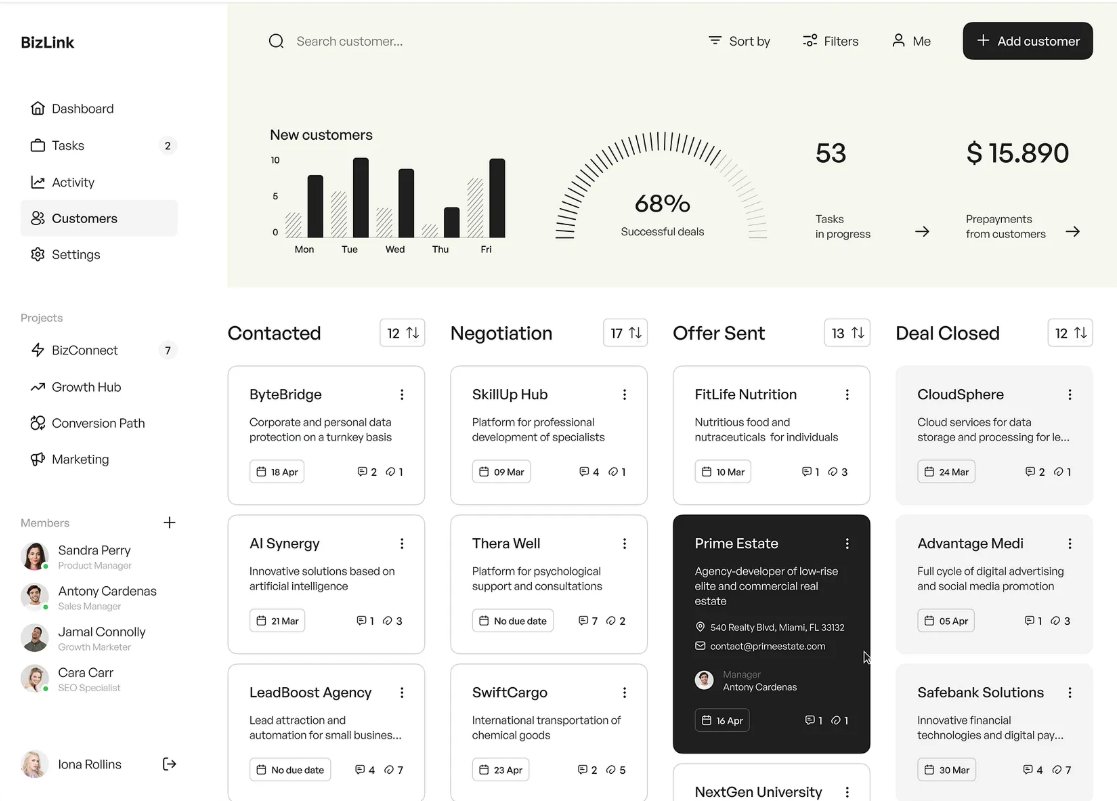 BizLink
Dashboard
Tasks 2
Activity
Customers
Settings
Projects
BizConnect 7
Growth Hub
Conversion Path
Marketing
Members
Sandra Perry
Product Manager
Antony Cardenas
Sales Manager
Jamal Connolly
Growth Marketer
Cara Carr
SEO Specialist
Iona Rollins
Search customer...
Sort by
Filters
Me
Add customer
New customers
10
5
0
Mon Tue Wed Thu Fri
68%
Successful deals
53
Tasks
in progress
$ 15.890
Prepayments
from customers
Contacted 12
ByteBridge
Corporate and personal data
protection on a turnkey basis
18 Apr 2 1
AI Synergy
Innovative solutions based on
artificial intelligence
21 Mar 1 3
LeadBoost Agency
Lead attraction and
automation for small busines...
No due date 4 7
Negotiation 17
SkillUp Hub
Platform for professional
development of specialists
09 Mar 4 1
Thera Well
Platform for psychological
support and consultations
No due date 7 2
SwiftCargo
International transportation of
chemical goods
23 Apr 2 5
Offer Sent 13
FitLife Nutrition
Nutritious food and
nutraceuticals for individuals
10 Mar 1 3
Prime Estate
Agency-developer of low-rise
elite and commercial real
estate
540 Realty Blvd, Miami, FL 33132
contact@primeestate.com
Manager
Antony Cardenas
16 Apr 1 1
NextGen University
Deal Closed 12
CloudSphere
Cloud services for data
storage and processing for le...
24 Mar 2 1
Advantage Medi
Full cycle of digital advertising
and social media promotion
05 Apr 1 3
Safebank Solutions
Innovative financial
technologies and digital pay...
30 Mar 4 7